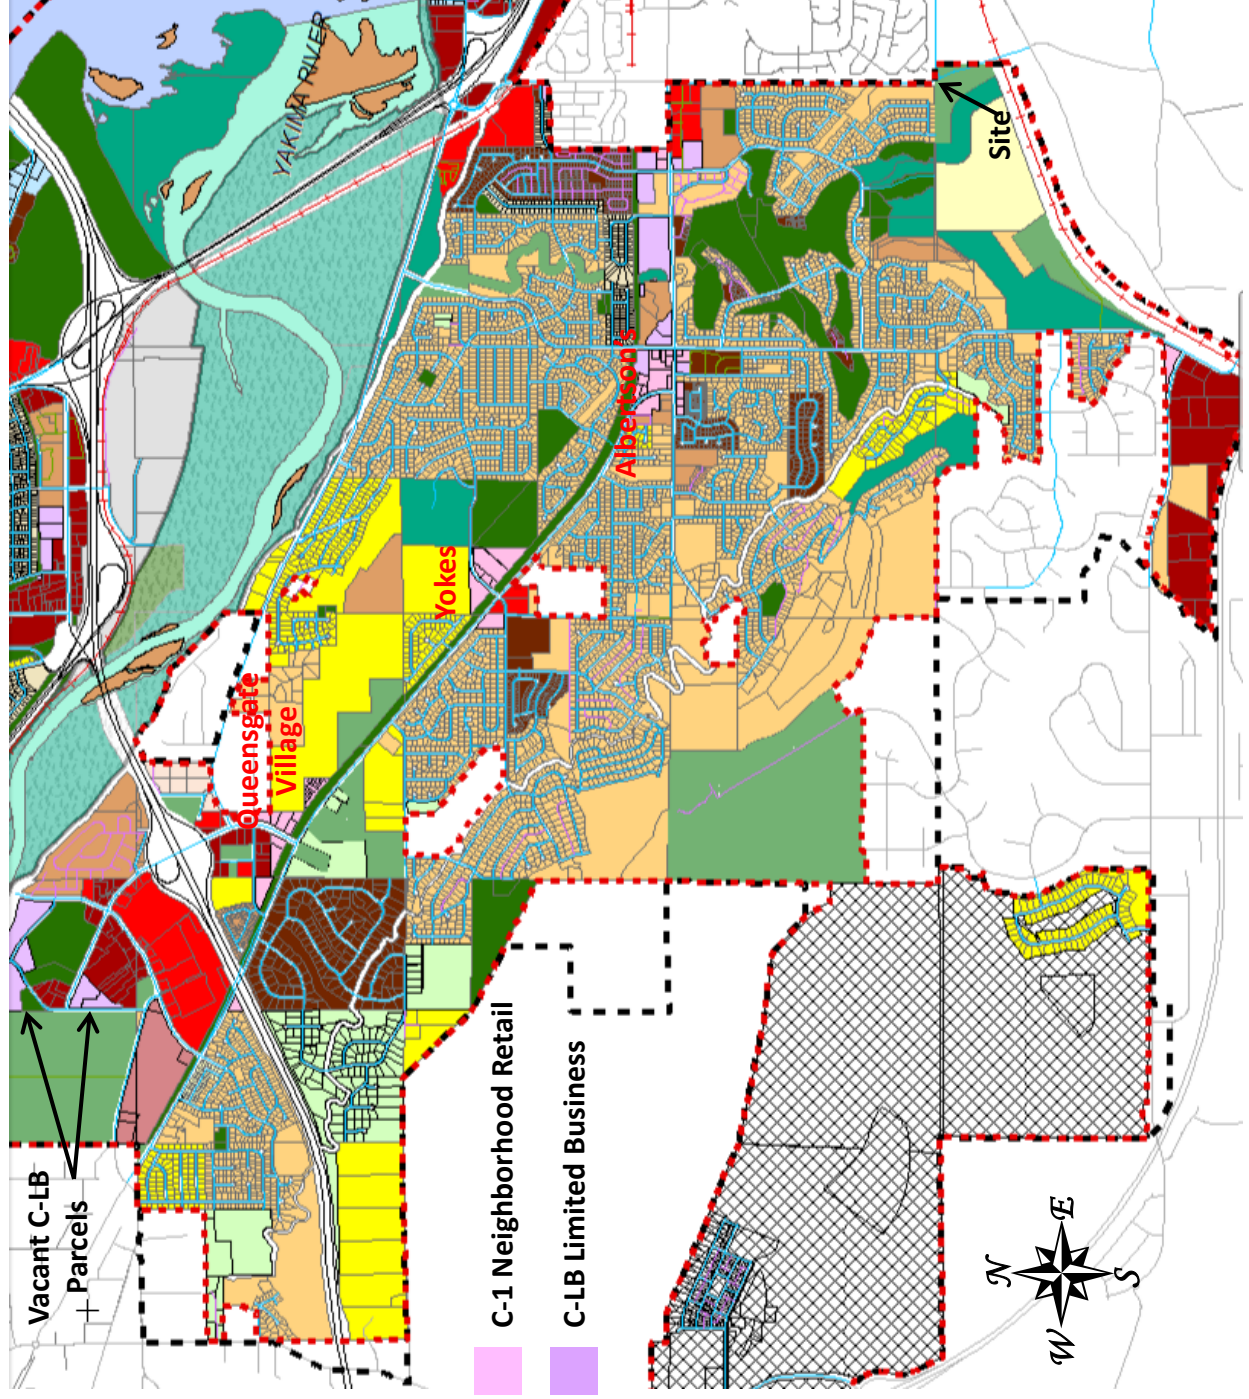 YAKIMA RIVER
Site
Albertson's
Yokes
Queensgate
Village
Vacant C-LB
Parcels
C-1 Neighborhood Retail
C-LB Limited Business
N
W
E
S